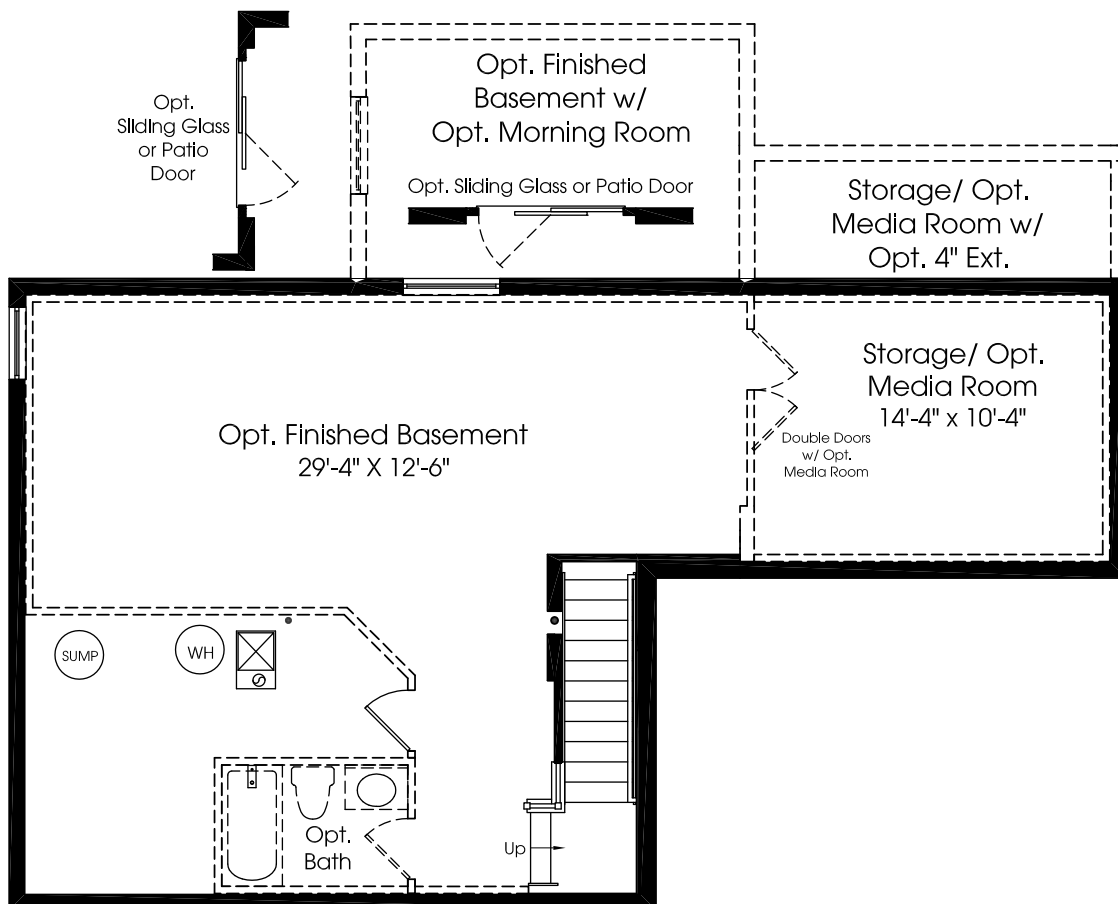 Opt.
Sliding Glass
or Patio
Door
Opt. Finished
Basement w/
Opt. Morning Room
Opt. Sliding Glass or Patio Door
Storage/ Opt.
Media Room w/
Opt. 4" Ext.
Storage/ Opt.
Media Room
14'-4" x 10'-4"
Opt. Finished Basement
29'-4" X 12'-6"
Double Doors
w/ Opt.
Media Room
SUMP
WH
Opt.
Bath
Up